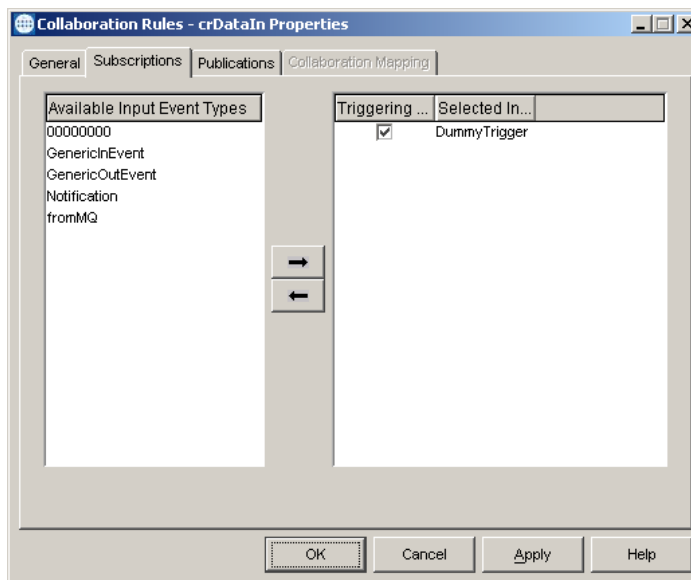 Collaboration Rules - crDataIn Properties
General Subscriptions Publications Collaboration Mapping
Available Input Event Types
00000000
GenericInEvent
GenericOutEvent
Notification
fromMQ
Triggering ... Selected In...
DummyTrigger
OK Cancel Apply Help